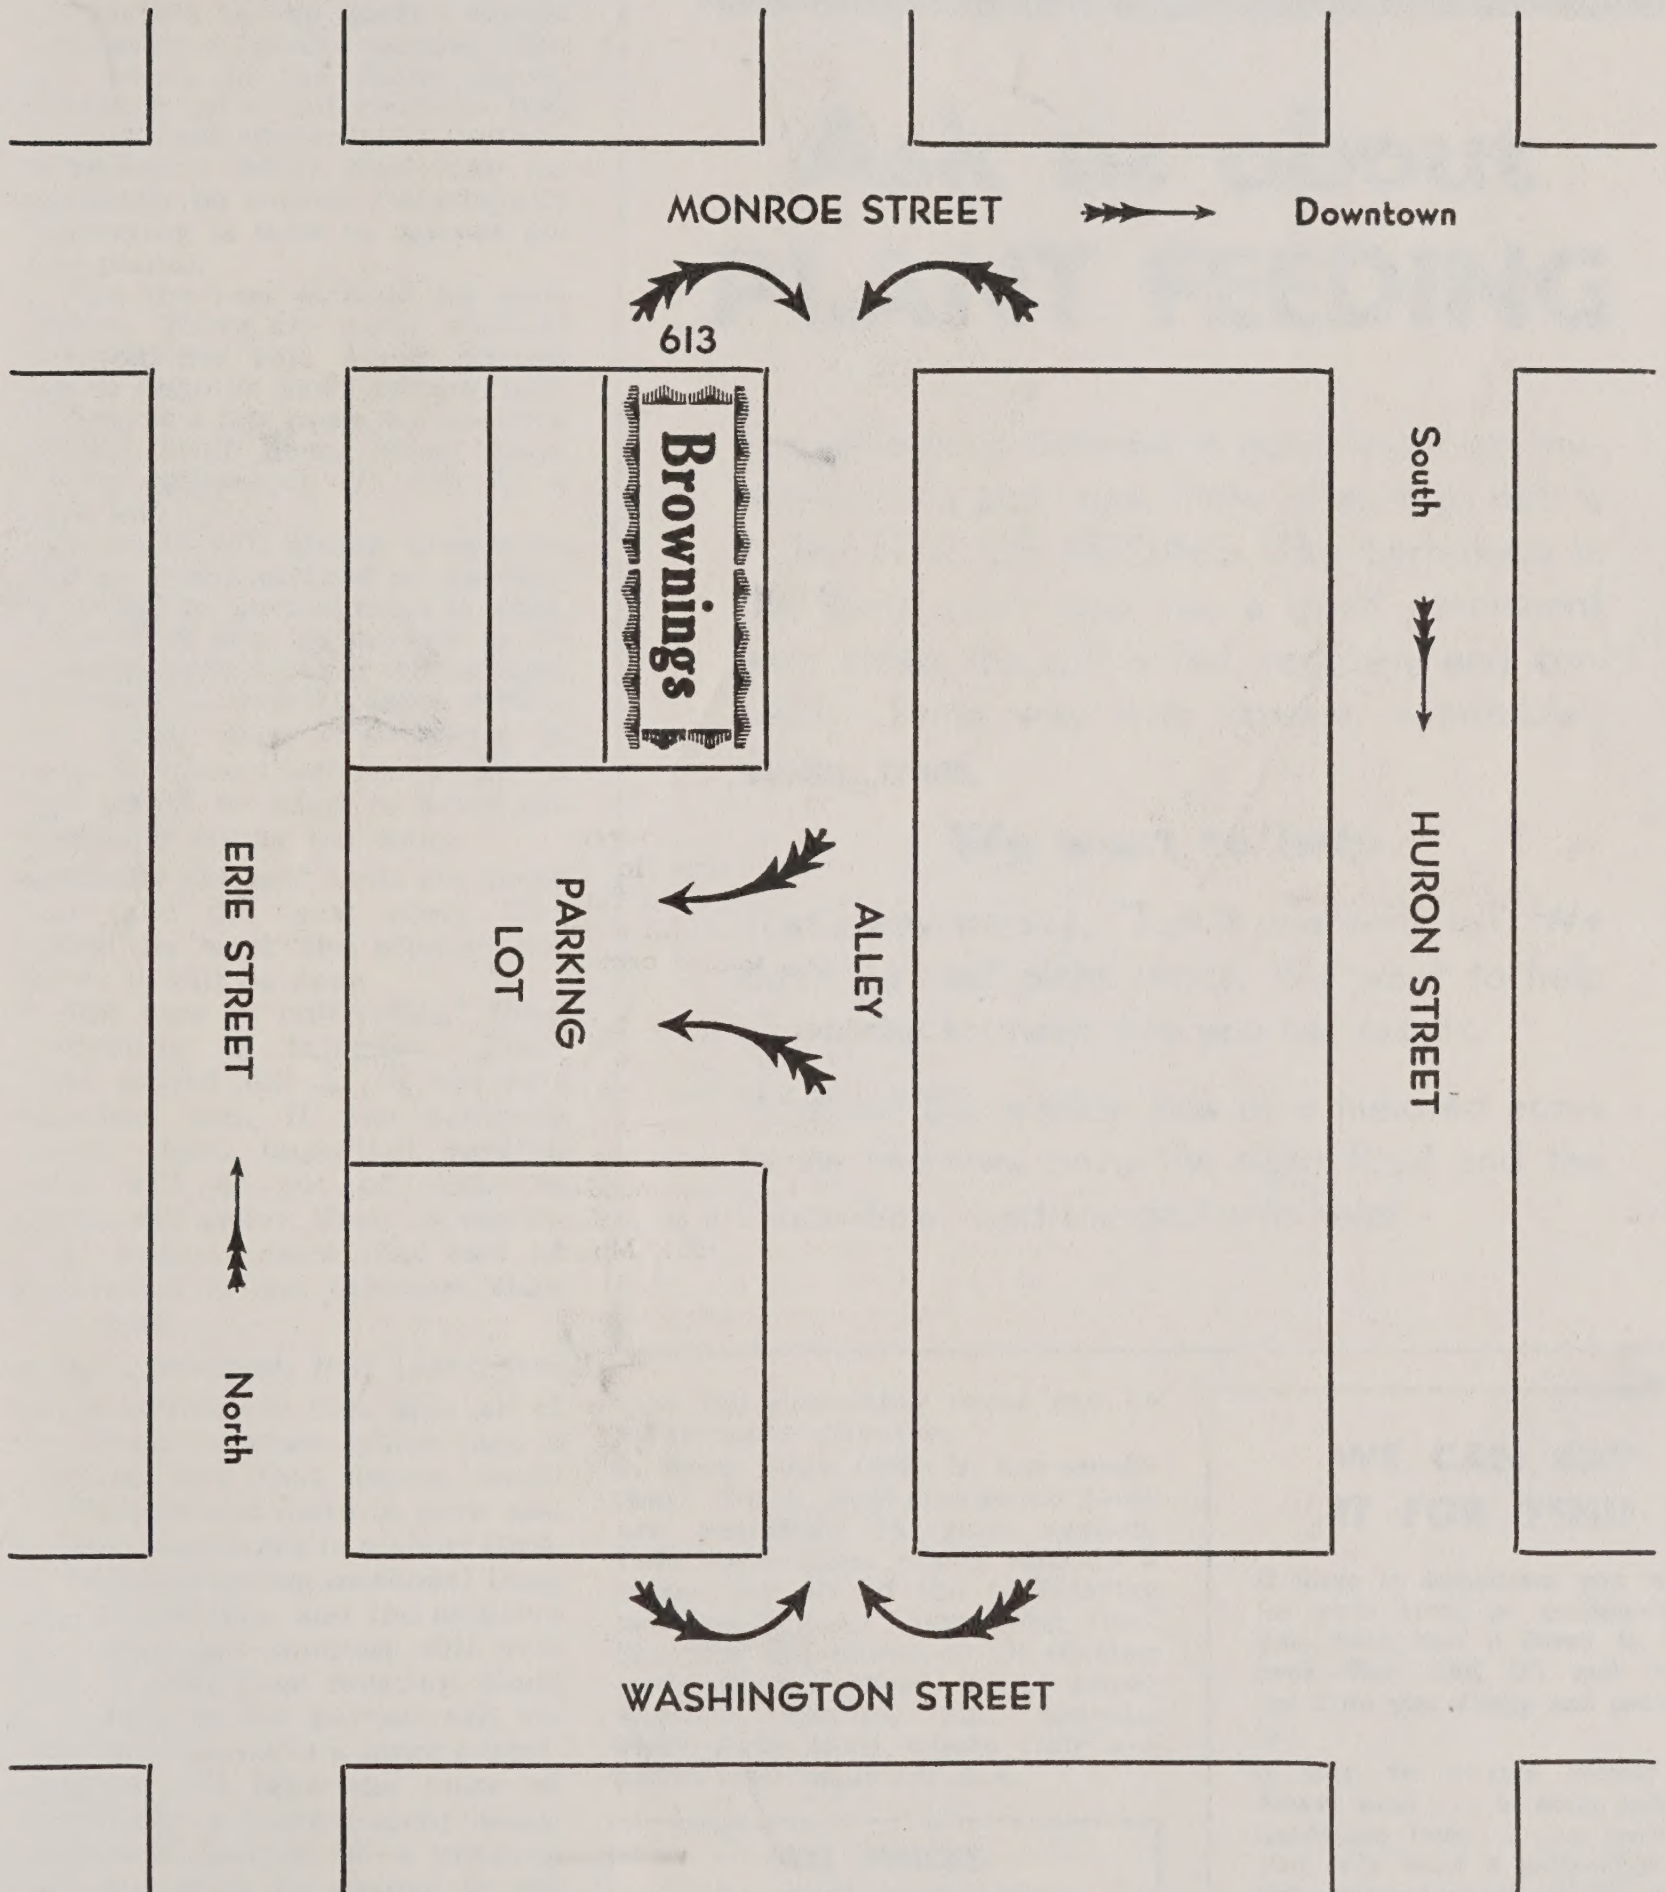 MONROE STREET
Downtown
613
Brownings
South
HURON STREET
ALLEY
PARKING
LOT
ERIE STREET
North
WASHINGTON STREET